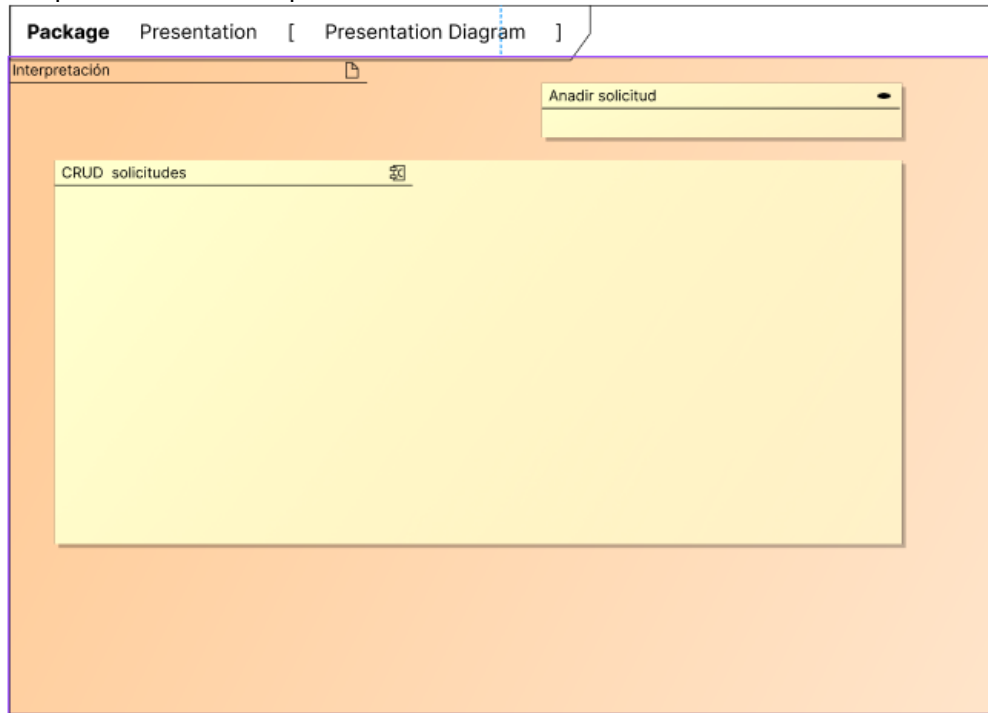 Package Presentation [ Presentation Diagram ]
Interpretación
Anadir solicitud
CRUD solicitudes